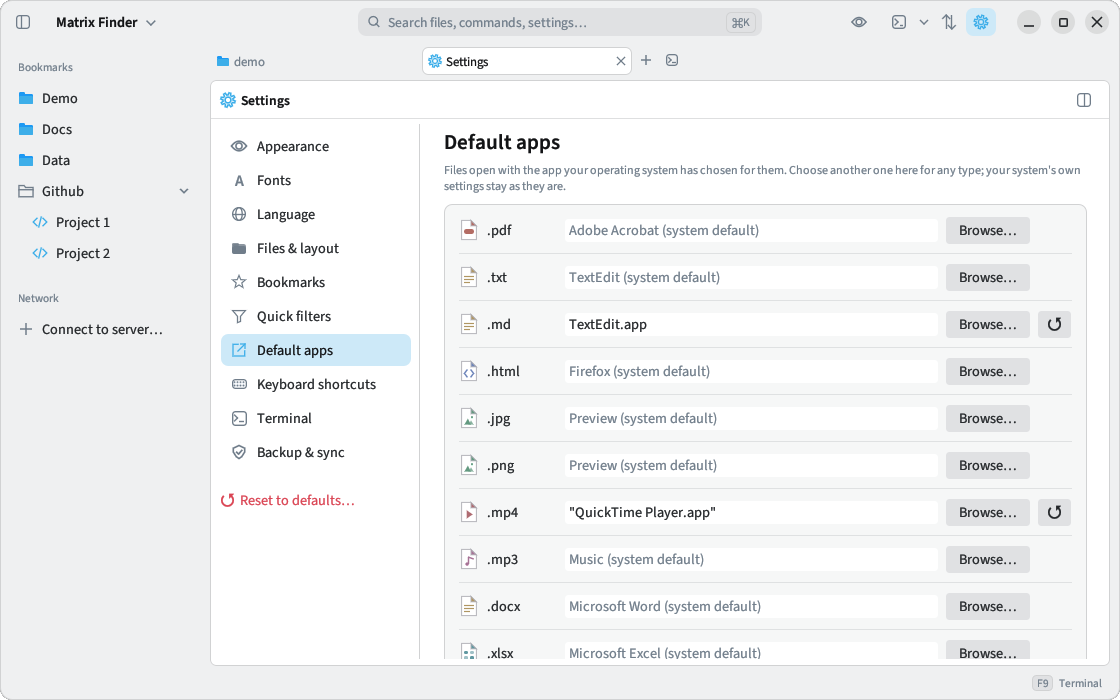 Matrix Finder
Search files, commands, settings…
⌘K
Bookmarks
Demo
Docs
Data
Github
Project 1
Project 2
Network
Connect to server…
demo
Settings
Settings
Appearance
Fonts
Language
Files & layout
Bookmarks
Quick filters
Default apps
Keyboard shortcuts
Terminal
Backup & sync
Reset to defaults…
Default apps
Files open with the app your operating system has chosen for them. Choose another one here for any type; your system's own
settings stay as they are.
.pdf Adobe Acrobat (system default) Browse…
.txt TextEdit (system default) Browse…
.md TextEdit.app Browse…
.html Firefox (system default) Browse…
.jpg Preview (system default) Browse…
.png Preview (system default) Browse…
.mp4 "QuickTime Player.app" Browse…
.mp3 Music (system default) Browse…
.docx Microsoft Word (system default) Browse…
.xlsx Microsoft Excel (system default) Browse…
F9 Terminal